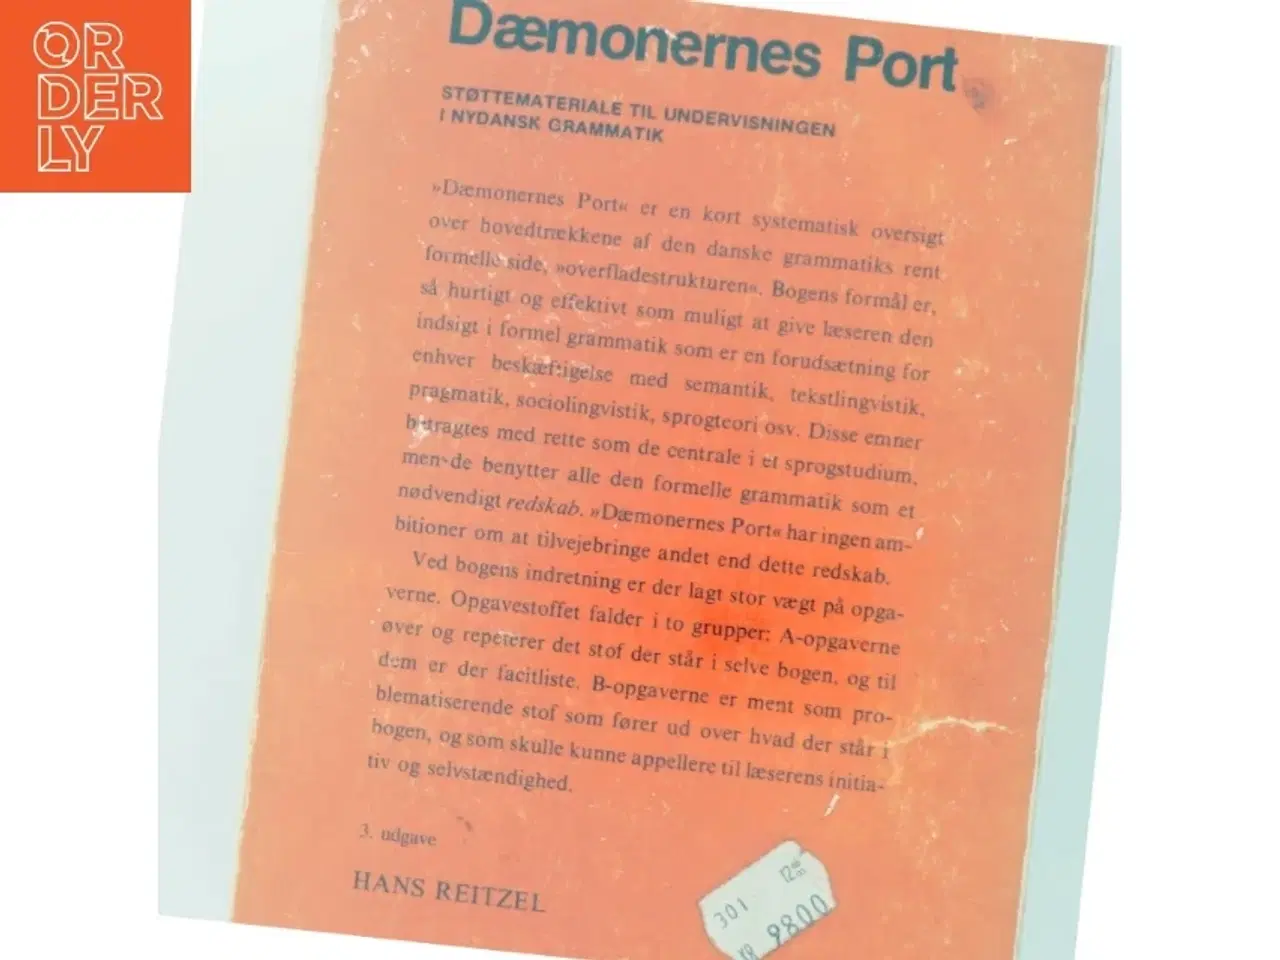 OR
DER
LY
Dæmonernes Port
STØTTEMATERIALE TIL UNDERVISNINGEN
I NYDANSK GRAMMATIK
»Dæmonernes Port« er en kort systematisk oversigt
over hovedtrækkene af den danske grammatiks rent
formelle side, »overfladestrukturen«. Bogens formål er,
så hurtigt og effektivt som muligt at give læseren den
indsigt i formel grammatik som er en forudsætning for
enhver beskæftigelse med semantik, tekstlingvistik,
pragmatik, sociolingvistik, sprogteori osv. Disse emner
betragtes med rette som de centrale i et sprogstudium,
men de benytter alle den formelle grammatik som et
nødvendigt redskab. »Dæmonernes Port« har ingen am-
bitioner om at tilvejebringe andet end dette redskab.
Ved bogens indretning er der lagt stor vægt på opga-
verne. Opgavestoffet falder i to grupper: A-opgaverne
øver og repeterer det stof der står i selve bogen, og til
dem er der facitliste. B-opgaverne er ment som pro-
blematiserende stof som fører ud over hvad der står i
bogen, og som skulle kunne appellere til læserens initia-
tiv og selvstændighed.
3. udgave
HANS REITZEL
301
KR 9800